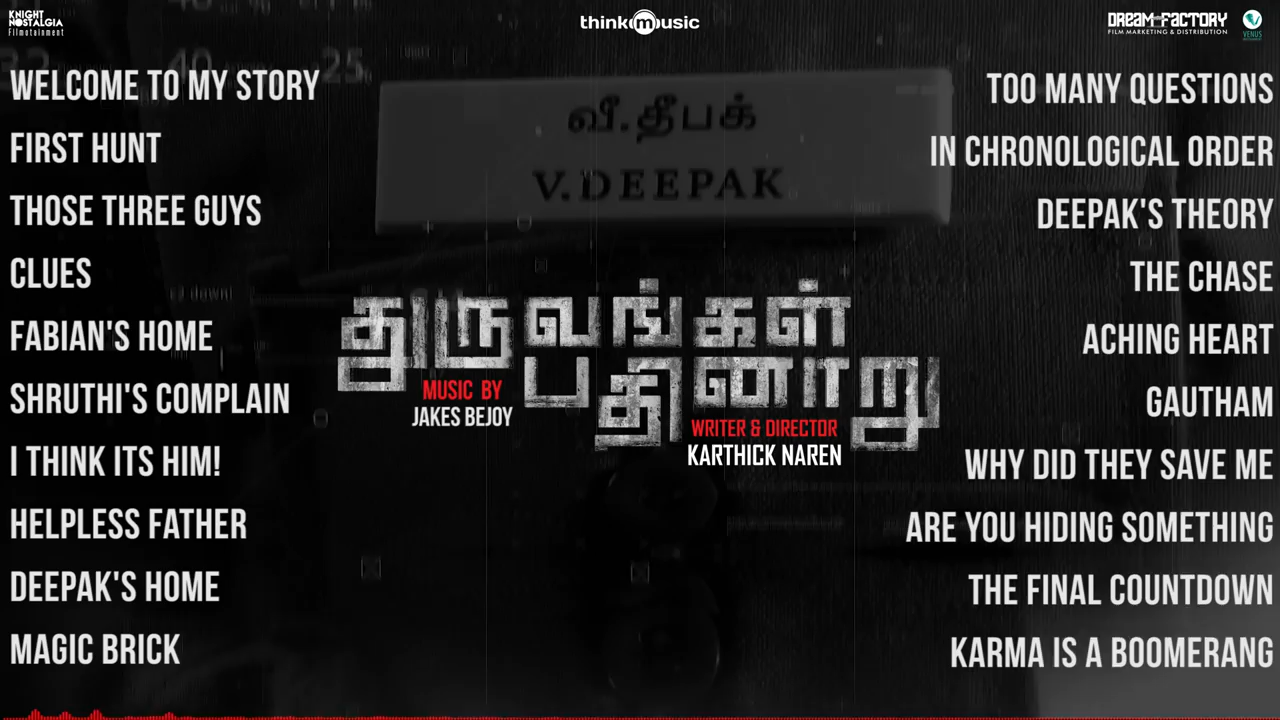 KNIGHT
NOSTALGIA
Filmotainment
think music
DREAM FACTORY
FILM MARKETING & DISTRIBUTION
VENUS
40
25
WELCOME TO MY STORY
FIRST HUNT
THOSE THREE GUYS
CLUES
FABIAN'S HOME
SHRUTHI'S COMPLAIN
I THINK ITS HIM!
HELPLESS FATHER
DEEPAK'S HOME
MAGIC BRICK
வீ.தீபக்
V.DEEPAK
துருவங்கள்
பதினாறு
MUSIC BY
JAKES BEJOY
WRITER & DIRECTOR
KARTHICK NAREN
TOO MANY QUESTIONS
IN CHRONOLOGICAL ORDER
DEEPAK'S THEORY
THE CHASE
ACHING HEART
GAUTHAM
WHY DID THEY SAVE ME
ARE YOU HIDING SOMETHING
THE FINAL COUNTDOWN
KARMA IS A BOOMERANG